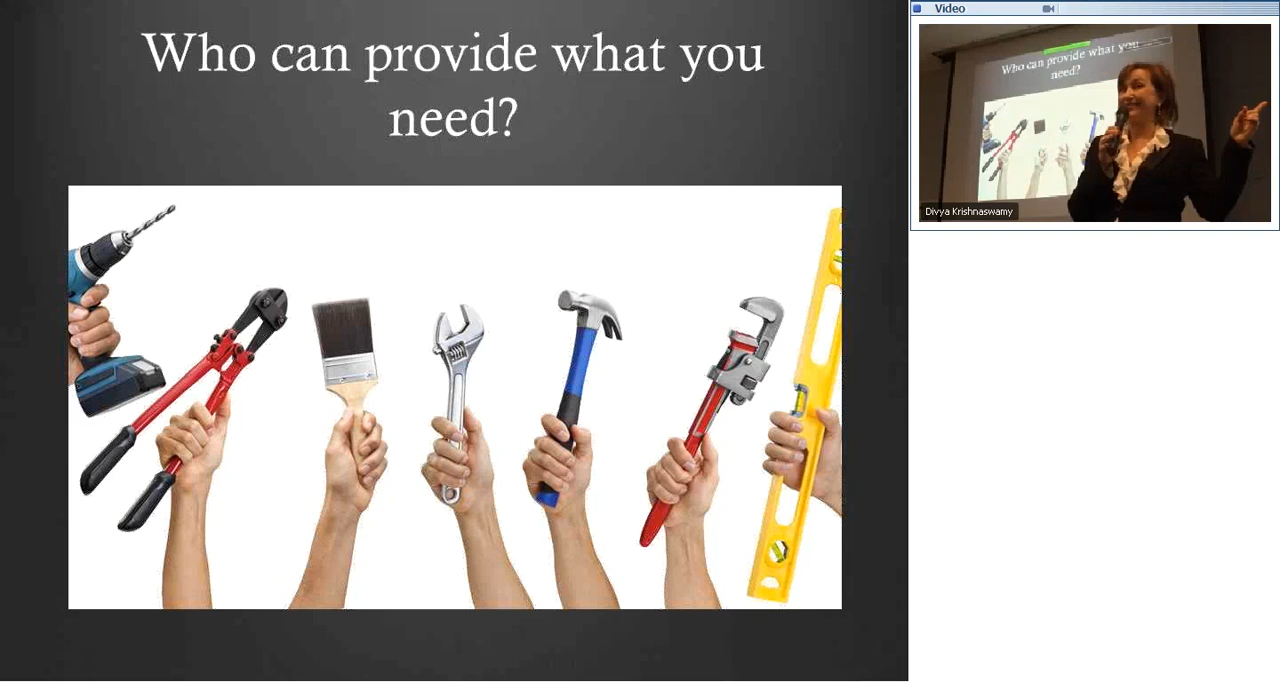 Who can provide what you
need?
Video
Who can provide what you
need?
Divya Krishnaswamy